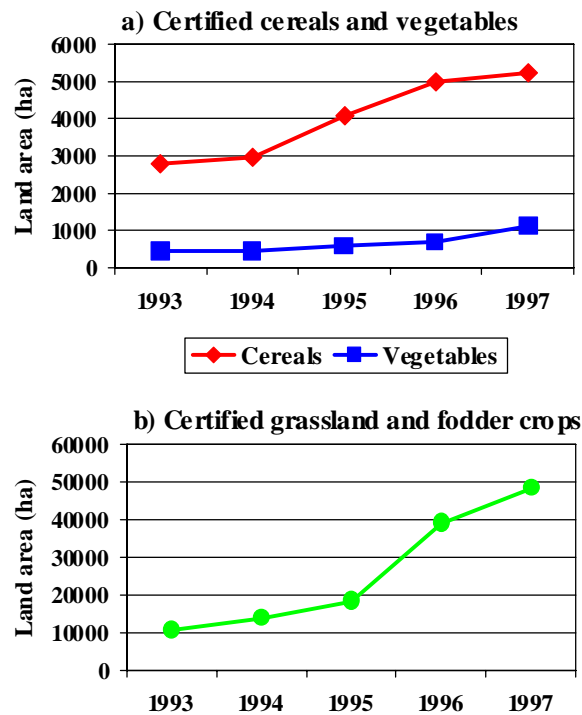 a) Certified cereals and vegetables
6000
5000
4000
3000
2000
1000
0
Land area (ha)
1993 1994 1995 1996 1997
Cereals Vegetables
b) Certified grassland and fodder crops
60000
50000
40000
30000
20000
10000
0
Land area (ha)
1993 1994 1995 1996 1997